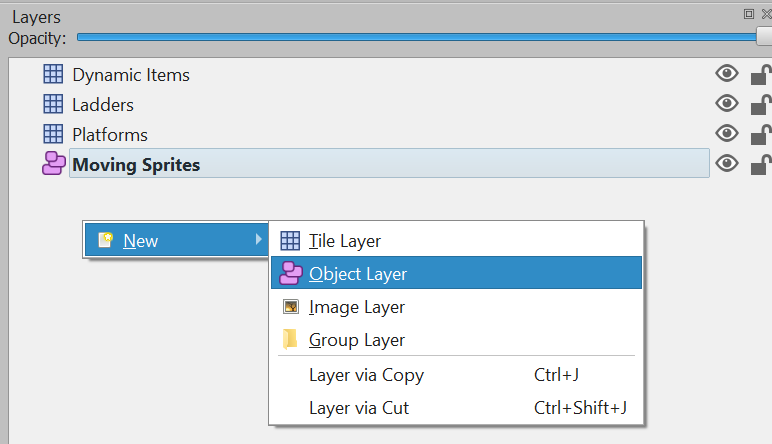 Layers
Opacity:
Dynamic Items
Ladders
Platforms
Moving Sprites
New
Tile Layer
Object Layer
Image Layer
Group Layer
Layer via Copy Ctrl+J
Layer via Cut Ctrl+Shift+J